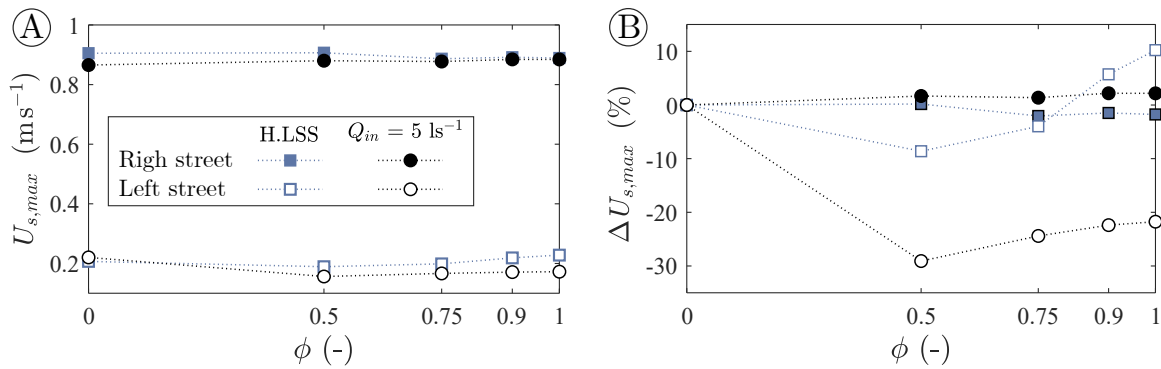 A
U_{s,max} (m s^{-1})
1
0.8
0.6
0.4
0.2
H.LSS Q_{in} = 5 ls^{-1}
Righ street
Left street
0 0.5 0.75 0.9 1
ϕ (-)
B
ΔU_{s,max} (%)
10
0
-10
-20
-30
0 0.5 0.75 0.9 1
ϕ (-)